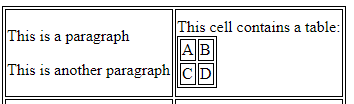 This is a paragraph
This is another paragraph
This cell contains a table:
A B
C D